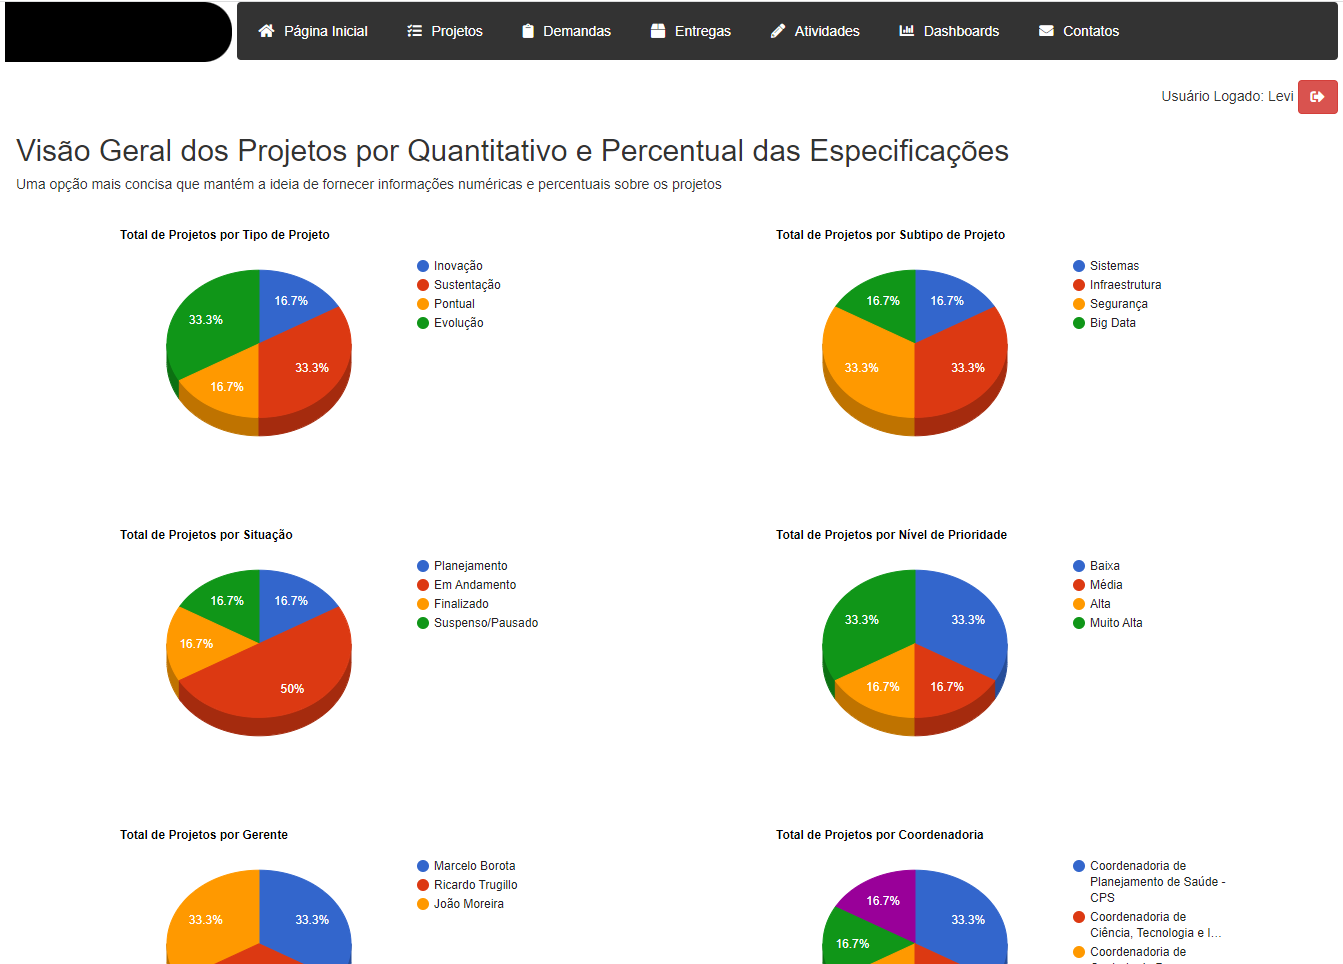 Página Inicial Projetos Demandas Entregas Atividades Dashboards Contatos
Usuário Logado: Levi
Visão Geral dos Projetos por Quantitativo e Percentual das Especificações
Uma opção mais concisa que mantém a ideia de fornecer informações numéricas e percentuais sobre os projetos
Total de Projetos por Tipo de Projeto
Inovação
Sustentação
Pontual
Evolução
16.7%
33.3%
33.3%
16.7%
Total de Projetos por Subtipo de Projeto
Sistemas
Infraestrutura
Segurança
Big Data
16.7%
16.7%
33.3%
33.3%
Total de Projetos por Situação
Planejamento
Em Andamento
Finalizado
Suspenso/Pausado
16.7%
16.7%
16.7%
50%
Total de Projetos por Nível de Prioridade
Baixa
Média
Alta
Muito Alta
33.3%
33.3%
16.7%
16.7%
Total de Projetos por Gerente
Marcelo Borota
Ricardo Trugillo
João Moreira
33.3%
33.3%
Total de Projetos por Coordenadoria
Coordenadoria de
Planejamento de Saúde -
CPS
Coordenadoria de
Ciência, Tecnologia e I...
Coordenadoria de
16.7%
33.3%
16.7%